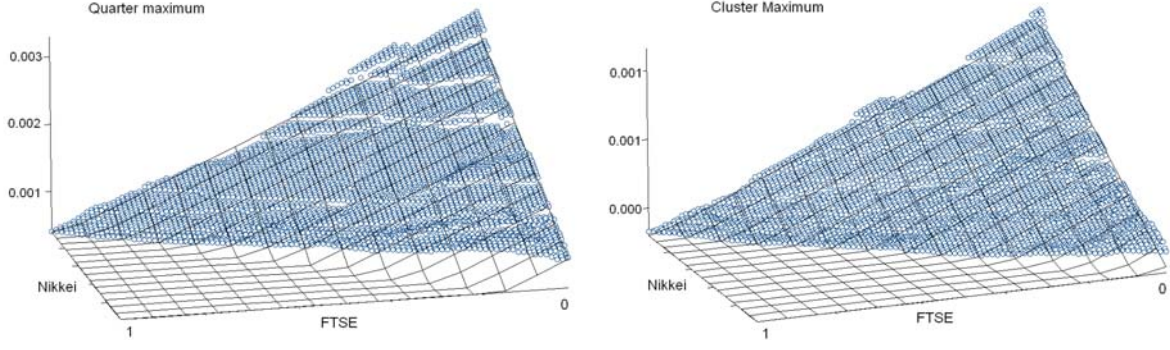 Quarter maximum
0.003
0.002
0.001
Nikkei
1
FTSE
0
Cluster Maximum
0.001
0.001
0.000
Nikkei
1
FTSE
0